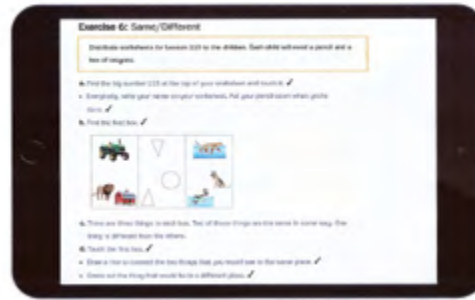 Exercise 6: Same/Different
Distribute worksheets for Lesson to the children. Each child will need a pencil and a
box of crayons.
a. Find the big number at the top of your worksheet and touch it. ✓
• Everybody, write your name on your worksheet. Put your pencil down when you're
done. ✓
b. Find the first box. ✓
c. There are three things in each box. Two of those things are the same in some way. One
thing is different from the others.
d. Touch the first box. ✓
• Draw a line to connect the two things that you would see in the same place. ✓
• Cross out the thing that would be in a different place. ✓